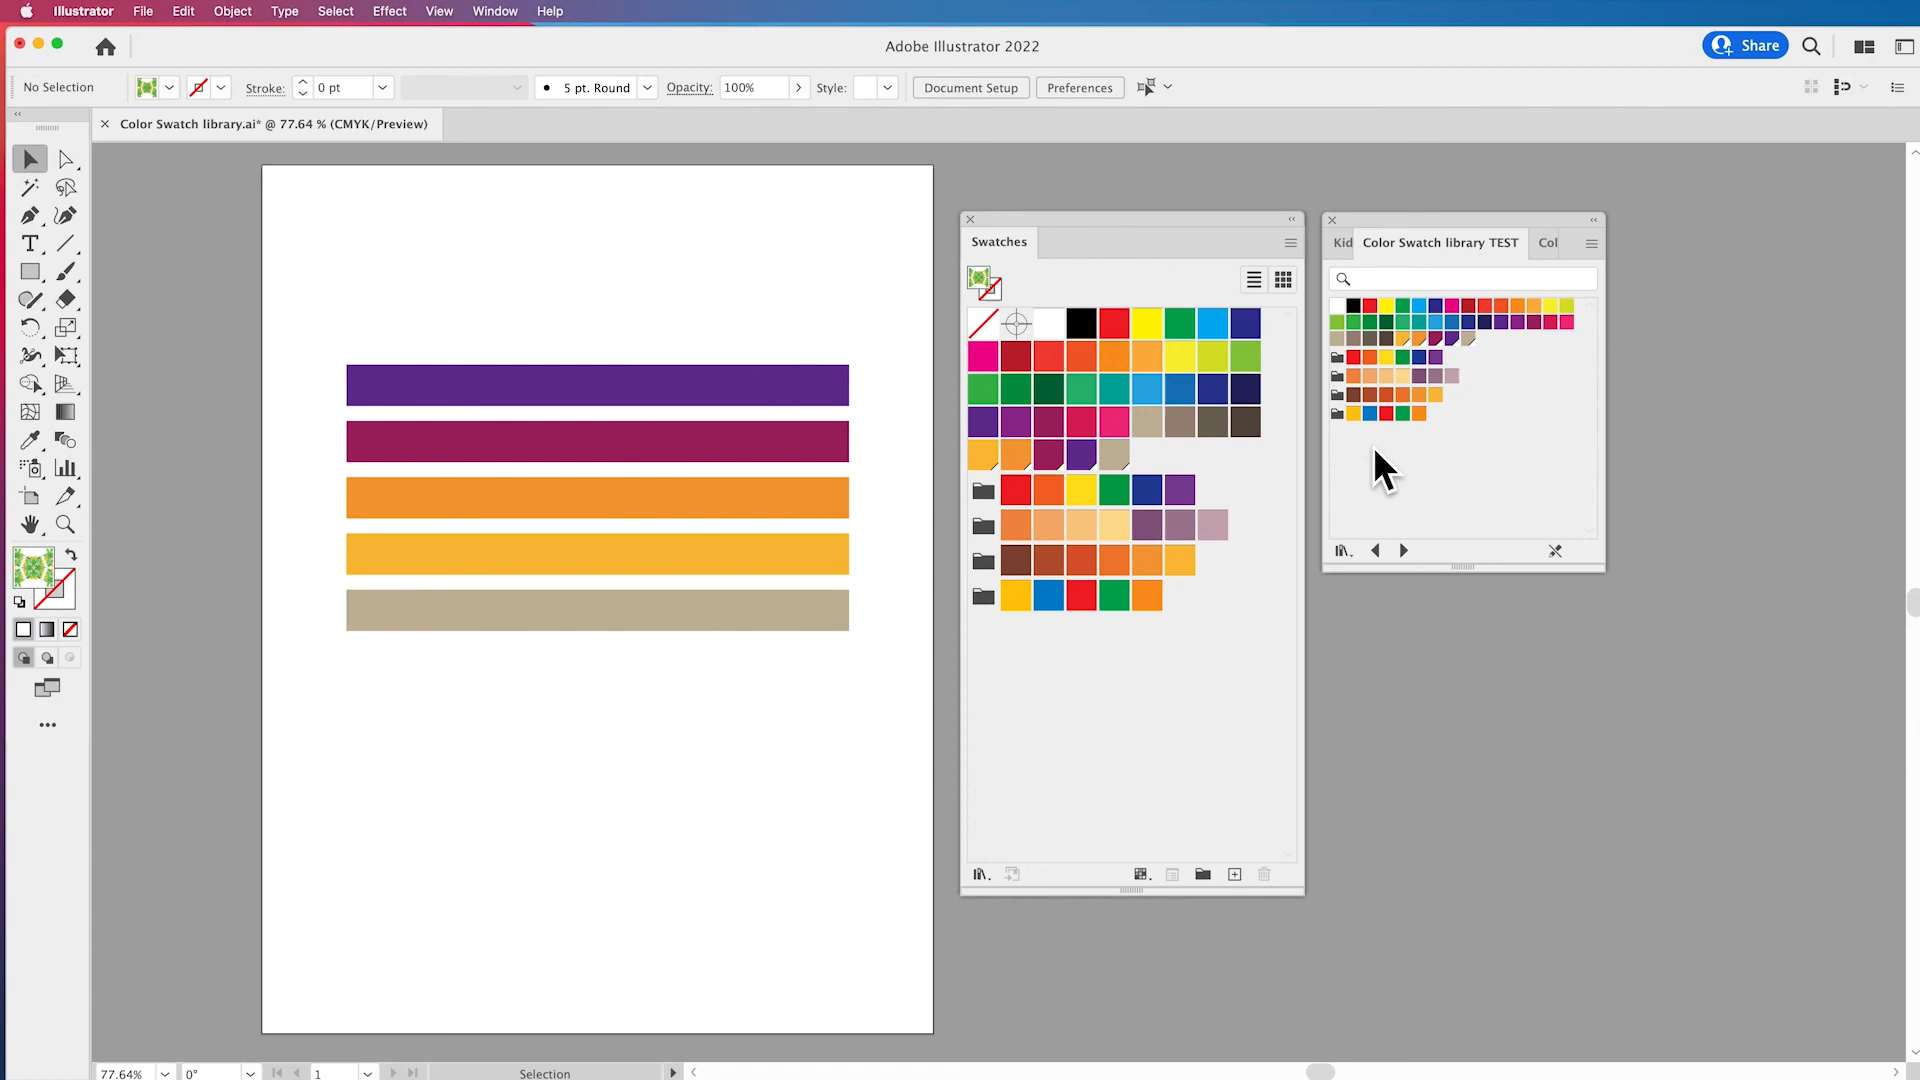 Illustrator File Edit Object Type Select Effect View Window Help
Adobe Illustrator 2022
Share
No Selection
Stroke: 0 pt
5 pt. Round
Opacity: 100%
Style:
Document Setup
Preferences
Color Swatch library.ai* @ 77.64 % (CMYK/Preview)
Swatches
Kid
Color Swatch library TEST
Col
77.64%
0°
1
Selection